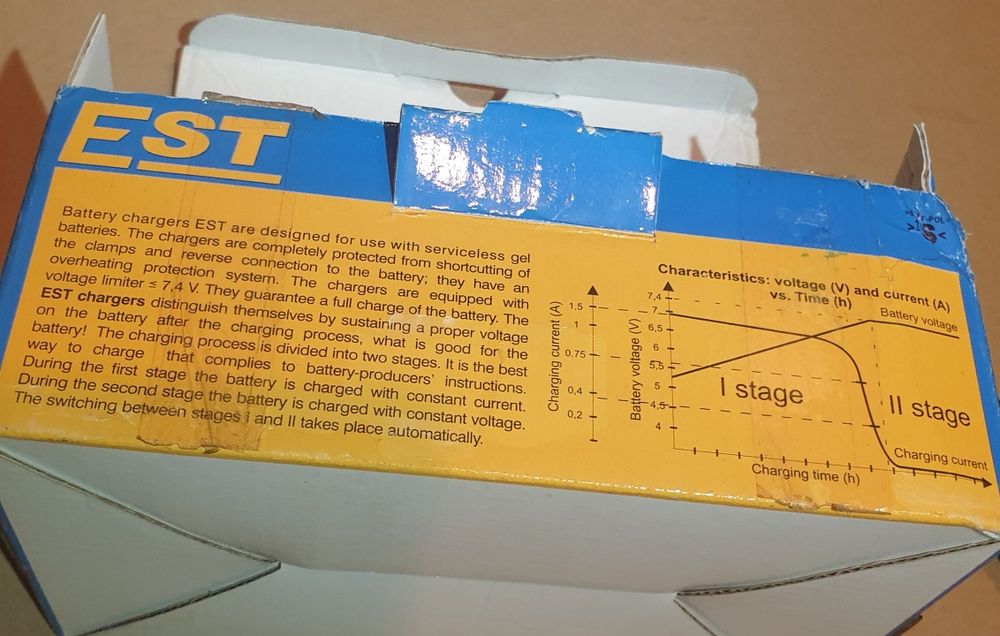 EST
Battery chargers EST are designed for use with serviceless gel
batteries. The chargers are completely protected from shortcutting of
the clamps and reverse connection to the battery; they have an
overheating protection system. The chargers are equipped with
voltage limiter ≤ 7,4 V. They guarantee a full charge of the battery. The
EST chargers distinguish themselves by sustaining a proper voltage
on the battery after the charging process, what is good for the
battery! The charging process is divided into two stages. It is the best
way to charge that complies to battery-producers' instructions.
During the first stage the battery is charged with constant current.
During the second stage the battery is charged with constant voltage.
The switching between stages I and II takes place automatically.
Characteristics: voltage (V) and current (A)
vs. Time (h)
Charging current (A)
1,5
1
0,75
0,4
0,2
Battery voltage (V)
7,4
7
6,5
6
5,5
5
4,5
4
Battery voltage
I stage
II stage
Charging current
Charging time (h)